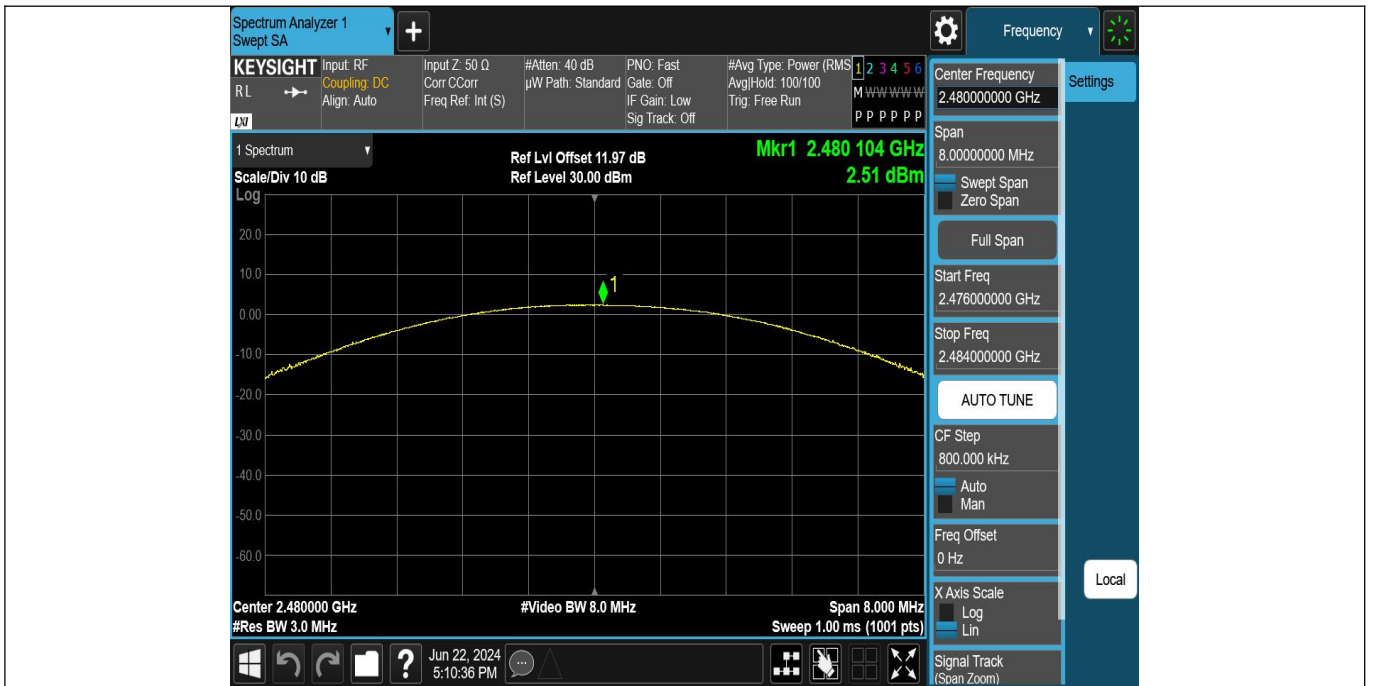 Spectrum Analyzer 1
Swept SA
Frequency
KEYSIGHT
RL
LXI
Input: RF
Coupling: DC
Align: Auto
Input Z: 50 Ω
Corr CCorr
Freq Ref: Int (S)
#Atten: 40 dB
µW Path: Standard
PNO: Fast
Gate: Off
IF Gain: Low
Sig Track: Off
#Avg Type: Power (RMS
Avg|Hold: 100/100
Trig: Free Run
1 2 3 4 5 6
M W W W W W
P P P P P P
1 Spectrum
Scale/Div 10 dB
Log
Ref Lvl Offset 11.97 dB
Ref Level 30.00 dBm
Mkr1 2.480 104 GHz
2.51 dBm
20.0
10.0
0.00
-10.0
-20.0
-30.0
-40.0
-50.0
-60.0
1
Center 2.480000 GHz
#Res BW 3.0 MHz
#Video BW 8.0 MHz
Span 8.000 MHz
Sweep 1.00 ms (1001 pts)
Jun 22, 2024
5:10:36 PM
Center Frequency
2.480000000 GHz
Settings
Span
8.00000000 MHz
Swept Span
Zero Span
Full Span
Start Freq
2.476000000 GHz
Stop Freq
2.484000000 GHz
AUTO TUNE
CF Step
800.000 kHz
Auto
Man
Freq Offset
0 Hz
Local
X Axis Scale
Log
Lin
Signal Track
(Span Zoom)